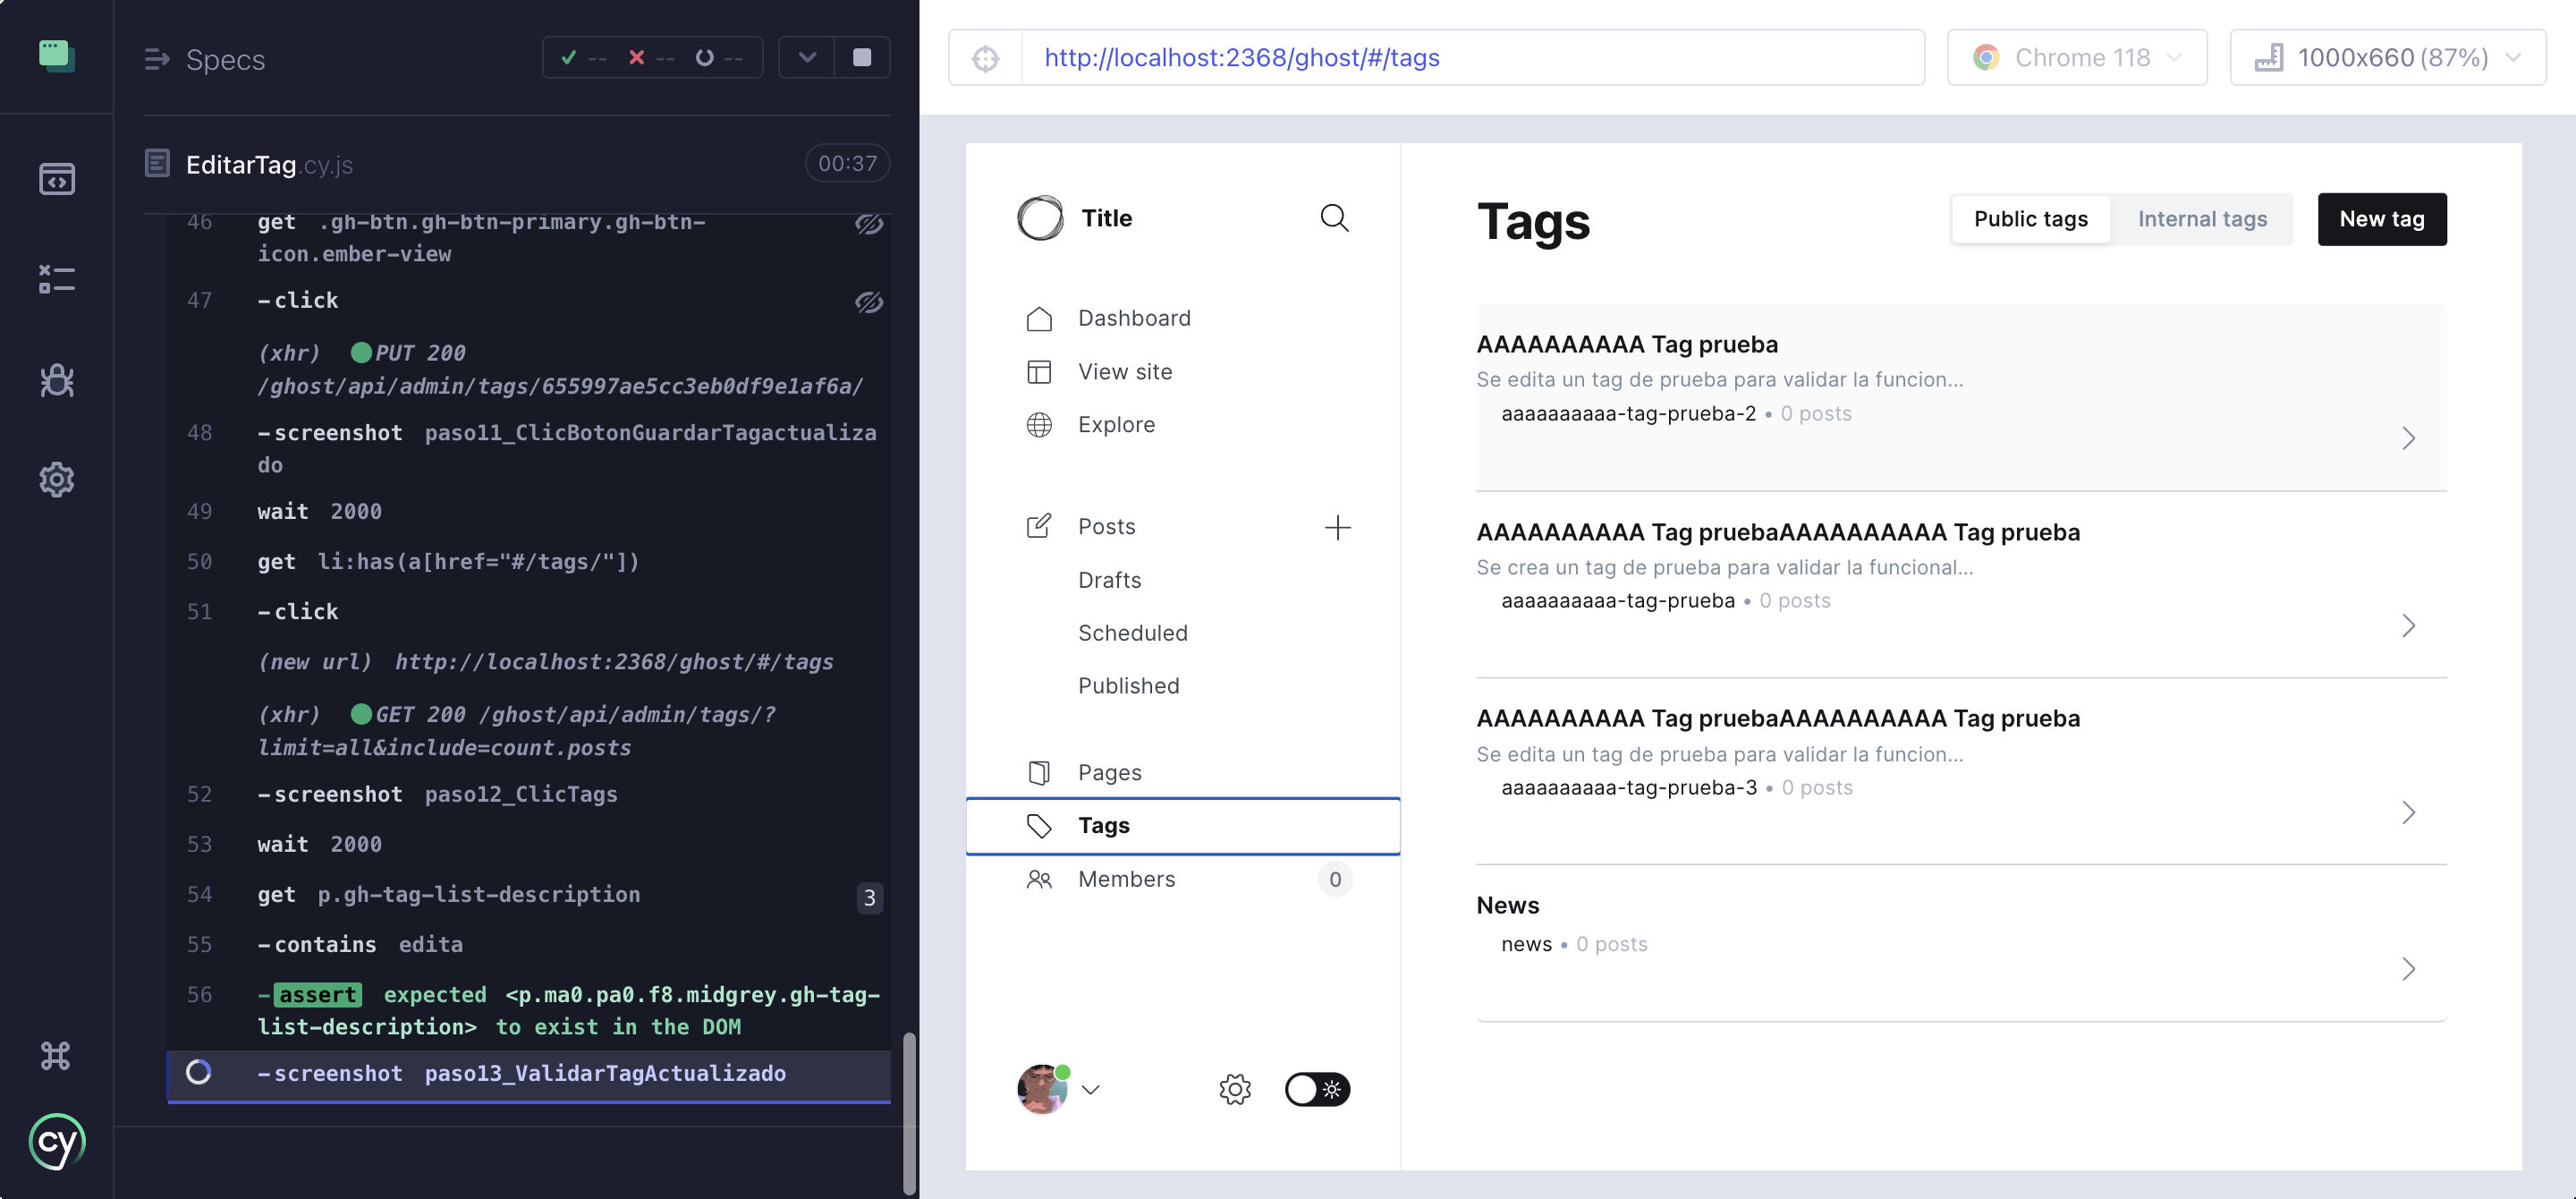 Specs
-- -- --
EditarTag.cy.js
00:37
46 get .gh-btn.gh-btn-primary.gh-btn-
icon.ember-view
47 -click
(xhr) PUT 200
/ghost/api/admin/tags/655997ae5cc3eb0df9e1af6a/
48 -screenshot paso11_ClicBotonGuardarTagactualiza
do
49 wait 2000
50 get li:has(a[href="#/tags/"])
51 -click
(new url) http://localhost:2368/ghost/#/tags
(xhr) GET 200 /ghost/api/admin/tags/?
limit=all&include=count.posts
52 -screenshot paso12_ClicTags
53 wait 2000
54 get p.gh-tag-list-description 3
55 -contains edita
56 -assert expected <p.ma0.pa0.f8.midgrey.gh-tag-
list-description> to exist in the DOM
-screenshot paso13_ValidarTagActualizado
cy
http://localhost:2368/ghost/#/tags
Chrome 118
1000x660 (87%)
Title
Dashboard
View site
Explore
Posts
Drafts
Scheduled
Published
Pages
Tags
Members 0
Tags
Public tags
Internal tags
New tag
AAAAAAAAAA Tag prueba
Se edita un tag de prueba para validar la funcion...
aaaaaaaaaa-tag-prueba-2 • 0 posts
AAAAAAAAAA Tag pruebaAAAAAAAAAA Tag prueba
Se crea un tag de prueba para validar la funcional...
aaaaaaaaaa-tag-prueba • 0 posts
AAAAAAAAAA Tag pruebaAAAAAAAAAA Tag prueba
Se edita un tag de prueba para validar la funcion...
aaaaaaaaaa-tag-prueba-3 • 0 posts
News
news • 0 posts